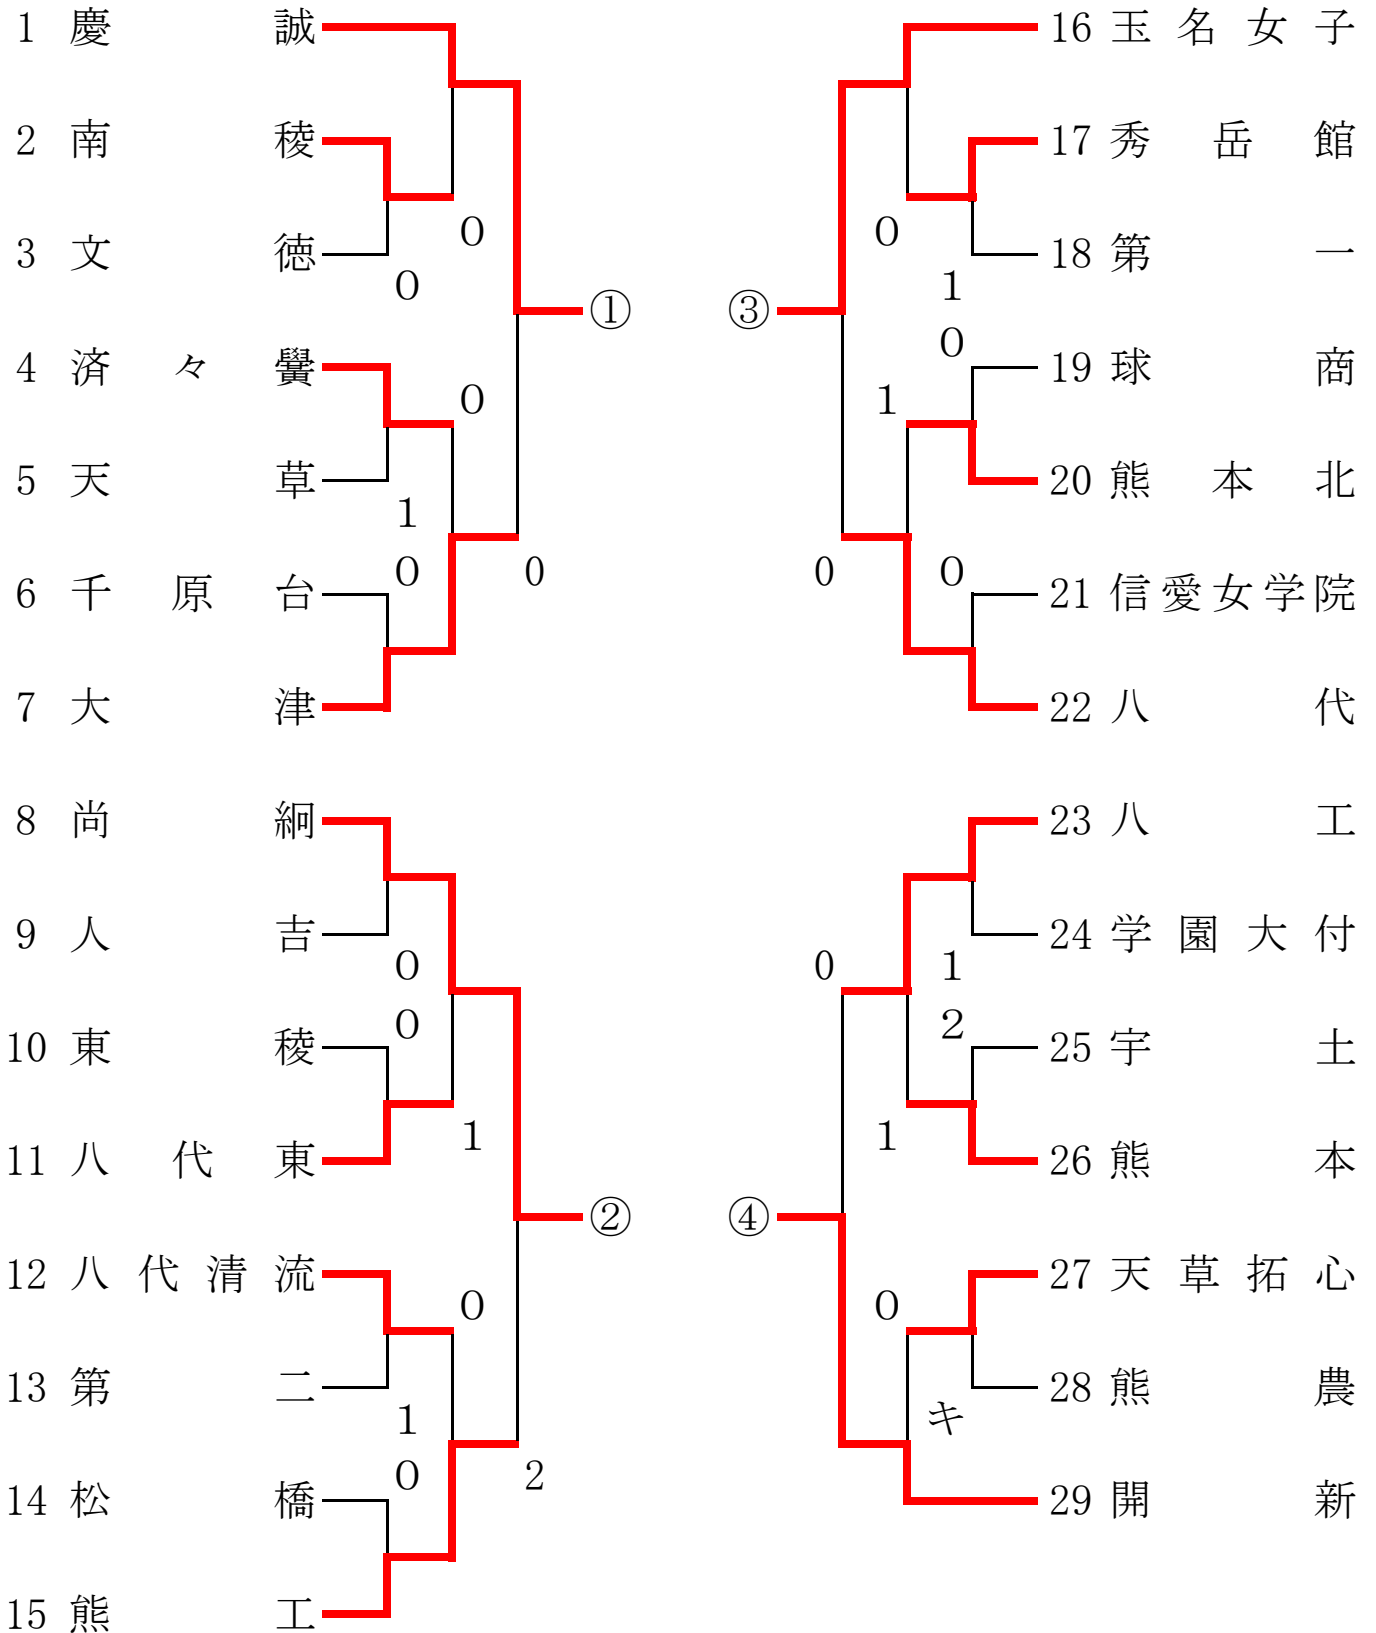 1 慶誠
2 南稜
3 文徳
4 済々黌
5 天草
6 千原台
7 大津
8 尚絅
9 人吉
10 東稜
11 八代東
12 八代清流
13 第二
14 松橋
15 熊工
0
0
0
1
0
0
①
0
0
1
0
1
0
2
②
16 玉名女子
17 秀岳館
18 第一
19 球商
20 熊本北
21 信愛女学院
22 八代
23 八工
24 学園大付
25 宇土
26 熊本
27 天草拓心
28 熊農
29 開新
0
1
③
0
1
0
0
0
1
2
1
④
0
キ